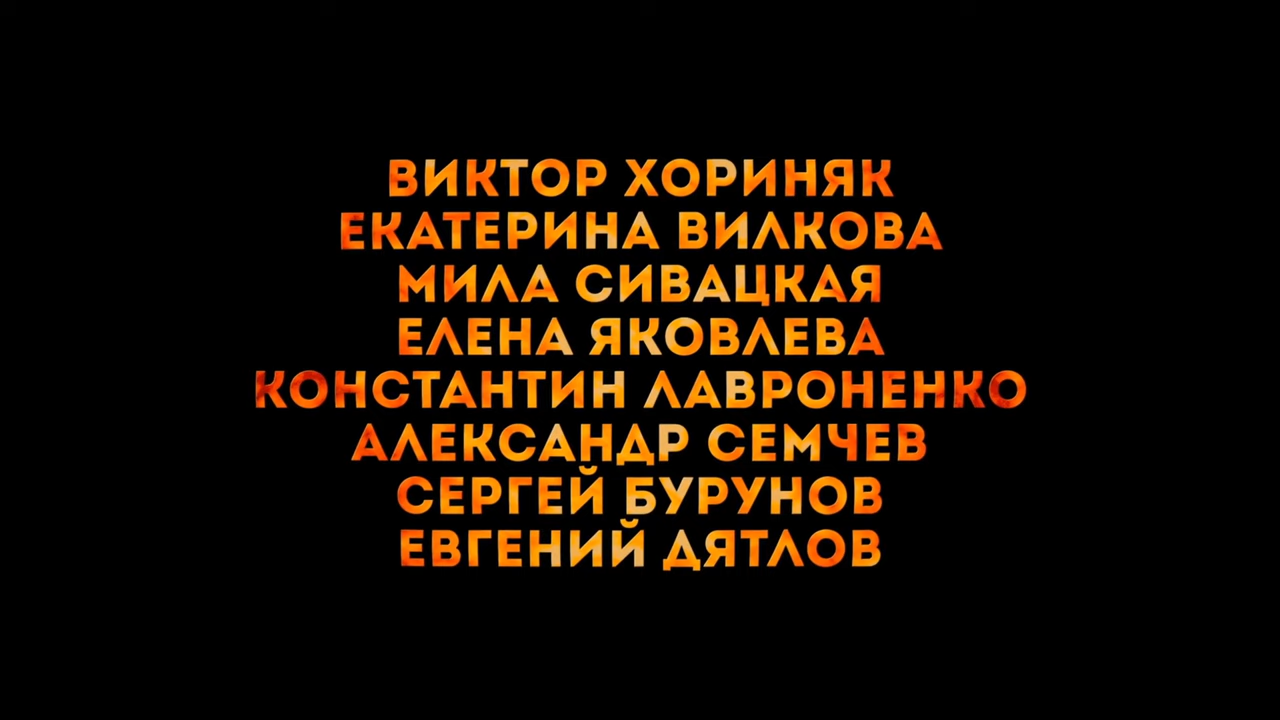 ВИКТОР ХОРИНЯК
ЕКАТЕРИНА ВИЛКОВА
МИЛА СИВАЦКАЯ
ЕЛЕНА ЯКОВЛЕВА
КОНСТАНТИН ЛАВРОНЕНКО
АЛЕКСАНДР СЕМЧЕВ
СЕРГЕЙ БУРУНОВ
ЕВГЕНИЙ ДЯТЛОВ